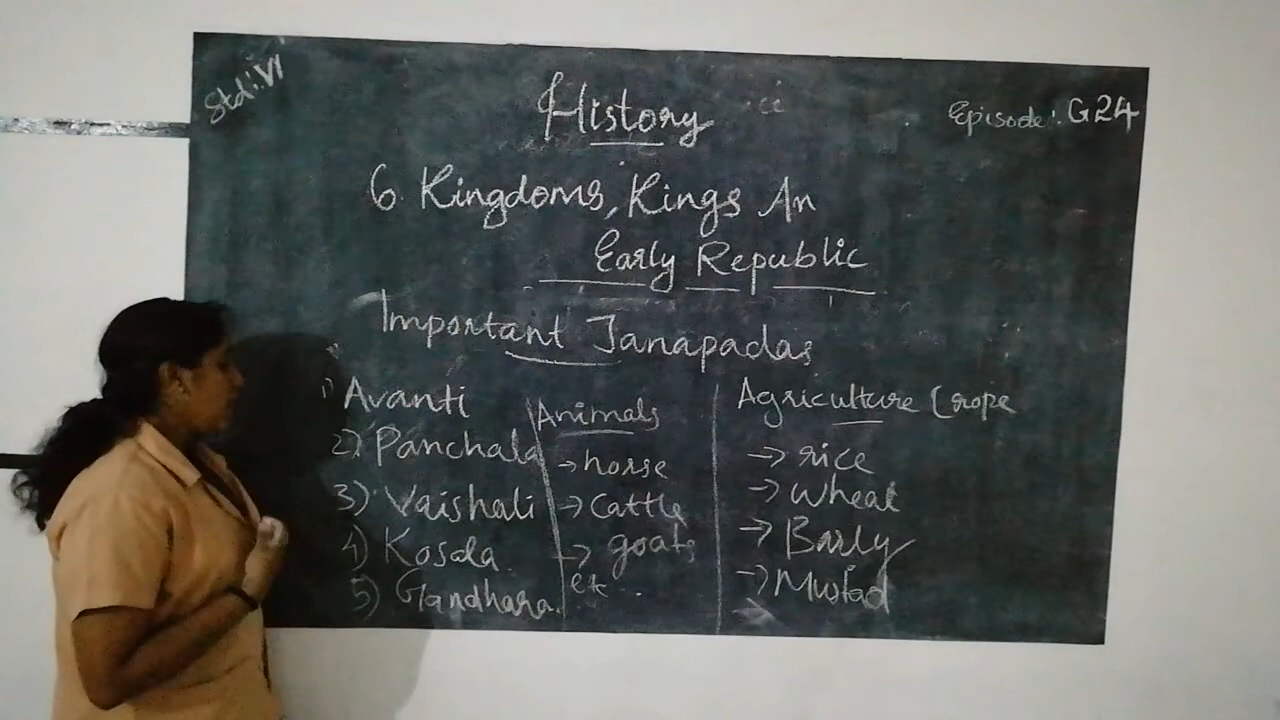 Std: VI
History
Episode: G24
6. Kingdoms, Kings An
Early Republic
Important Janapadas
1) Avanti
2) Panchala
3) Vaishali
4) Kosala
5) Gandhara.
Animals
→ horse
→ Cattle
→ goats
etc...
Agriculture Crope
→ rice
→ Wheat
→ Barly
→ Mustad